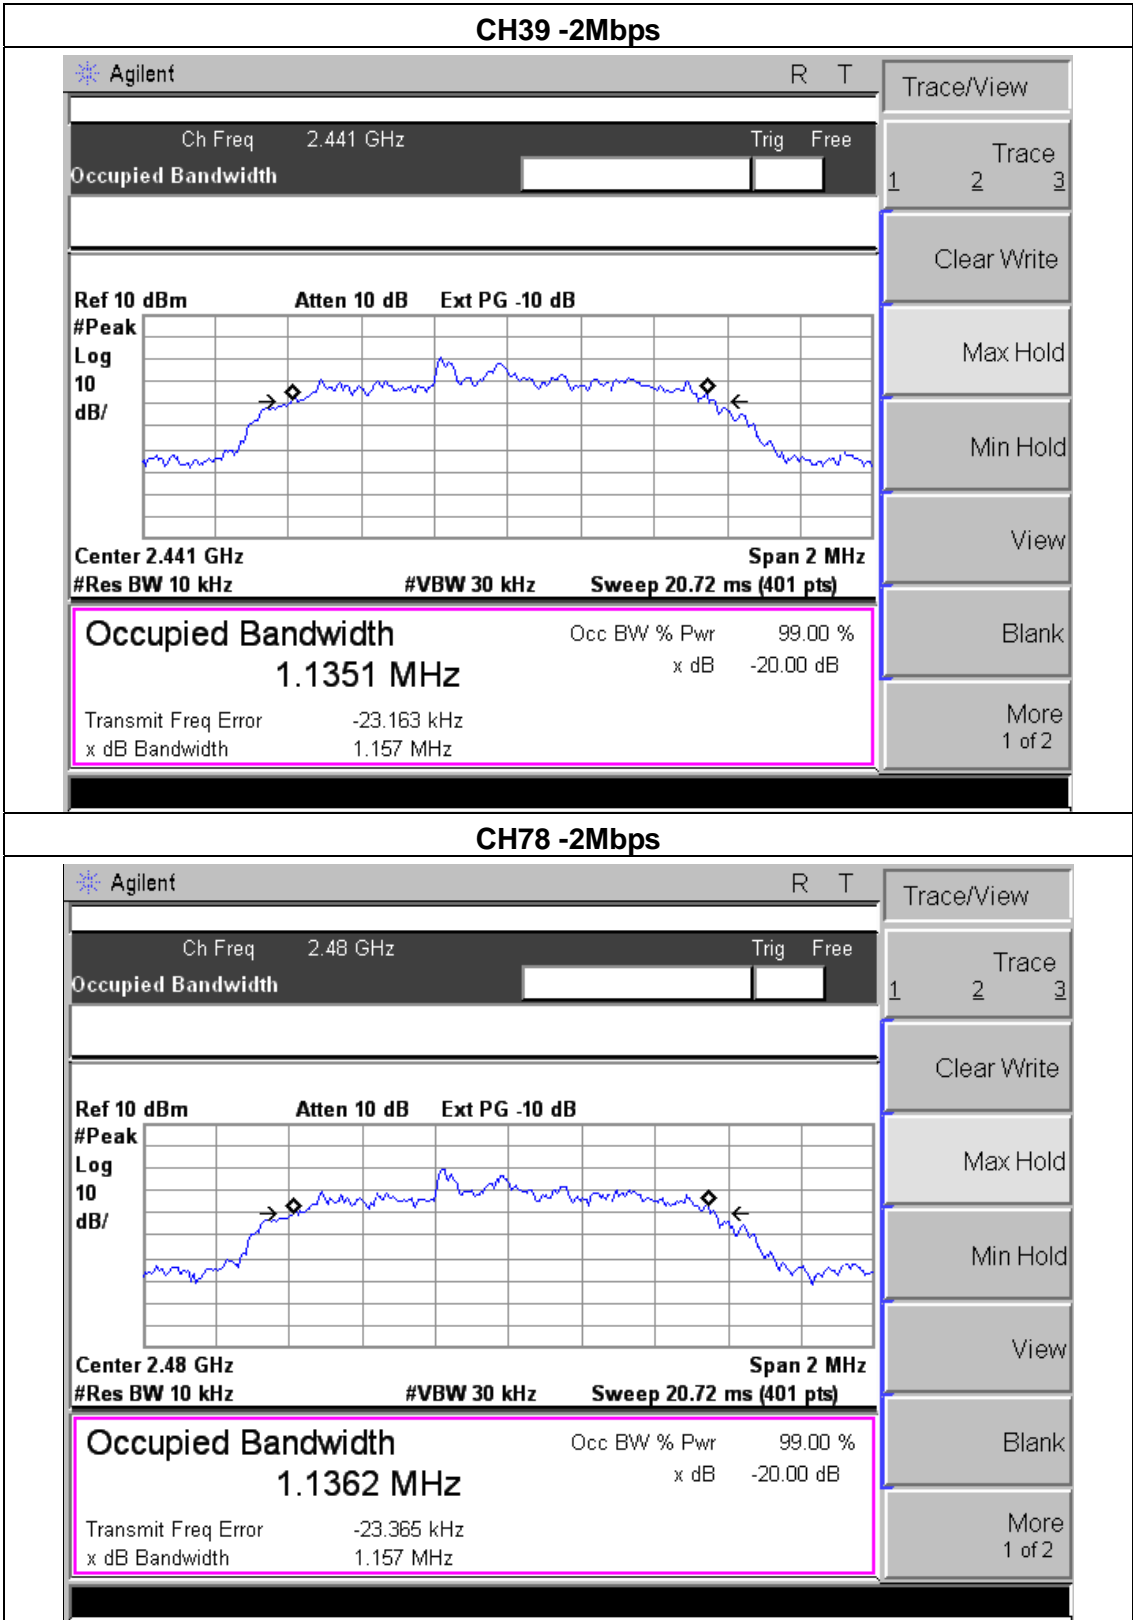 CH39 -2Mbps
Agilent R T
Trace/View
Ch Freq 2.441 GHz Trig Free
Occupied Bandwidth
Trace
1 2 3
Clear Write
Max Hold
Min Hold
View
Blank
More
1 of 2
Ref 10 dBm Atten 10 dB Ext PG -10 dB
#Peak
Log
10
dB/
Center 2.441 GHz Span 2 MHz
#Res BW 10 kHz #VBW 30 kHz Sweep 20.72 ms (401 pts)
Occupied Bandwidth Occ BW % Pwr 99.00 %
1.1351 MHz x dB -20.00 dB
Transmit Freq Error -23.163 kHz
x dB Bandwidth 1.157 MHz
CH78 -2Mbps
Agilent R T
Trace/View
Ch Freq 2.48 GHz Trig Free
Occupied Bandwidth
Trace
1 2 3
Clear Write
Max Hold
Min Hold
View
Blank
More
1 of 2
Ref 10 dBm Atten 10 dB Ext PG -10 dB
#Peak
Log
10
dB/
Center 2.48 GHz Span 2 MHz
#Res BW 10 kHz #VBW 30 kHz Sweep 20.72 ms (401 pts)
Occupied Bandwidth Occ BW % Pwr 99.00 %
1.1362 MHz x dB -20.00 dB
Transmit Freq Error -23.365 kHz
x dB Bandwidth 1.157 MHz